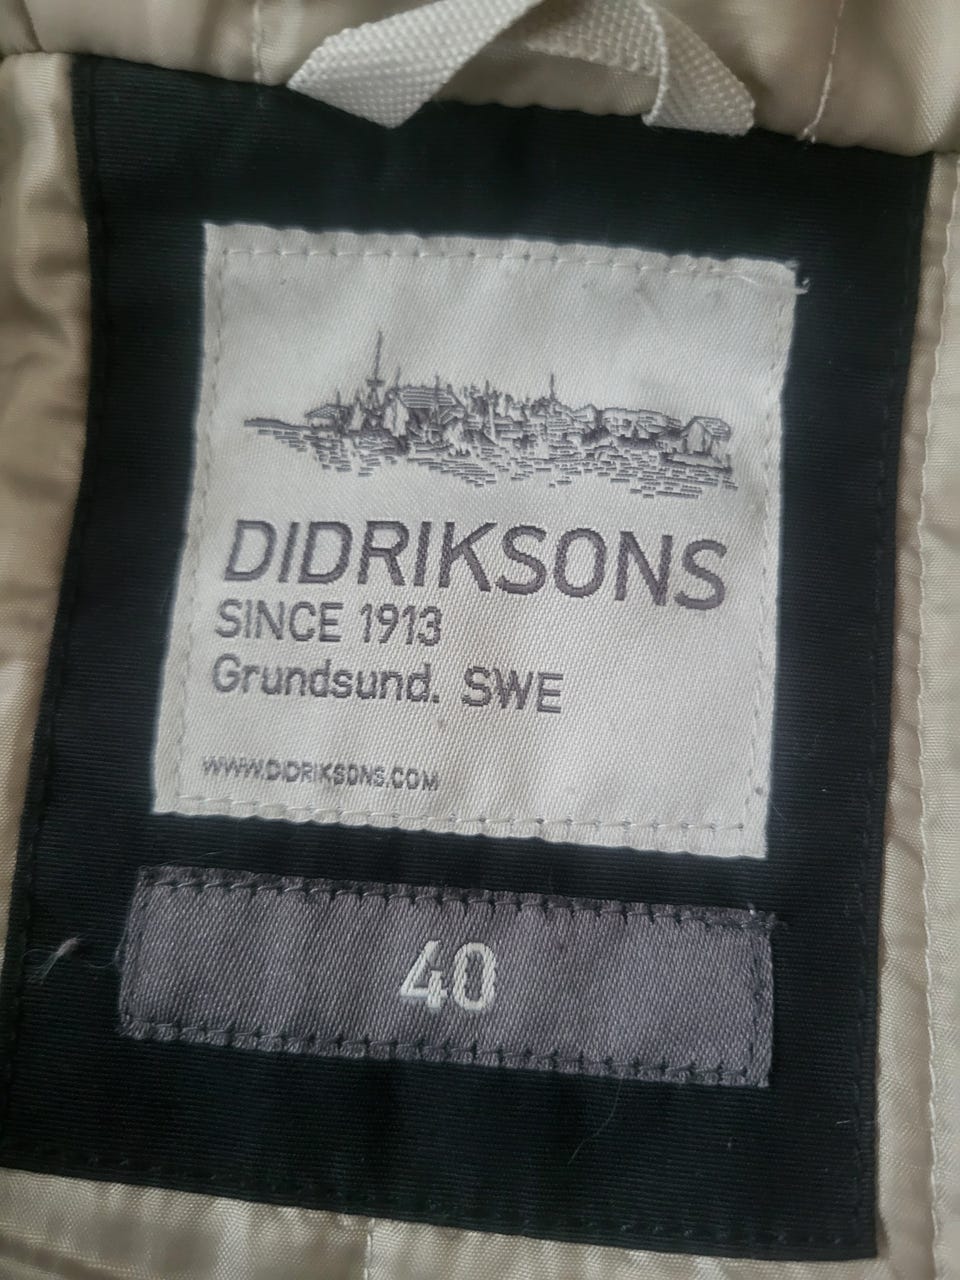 DIDRIKSONS
SINCE 1913
Grundsund. SWE
WWW.DIDRIKSONS.COM
40